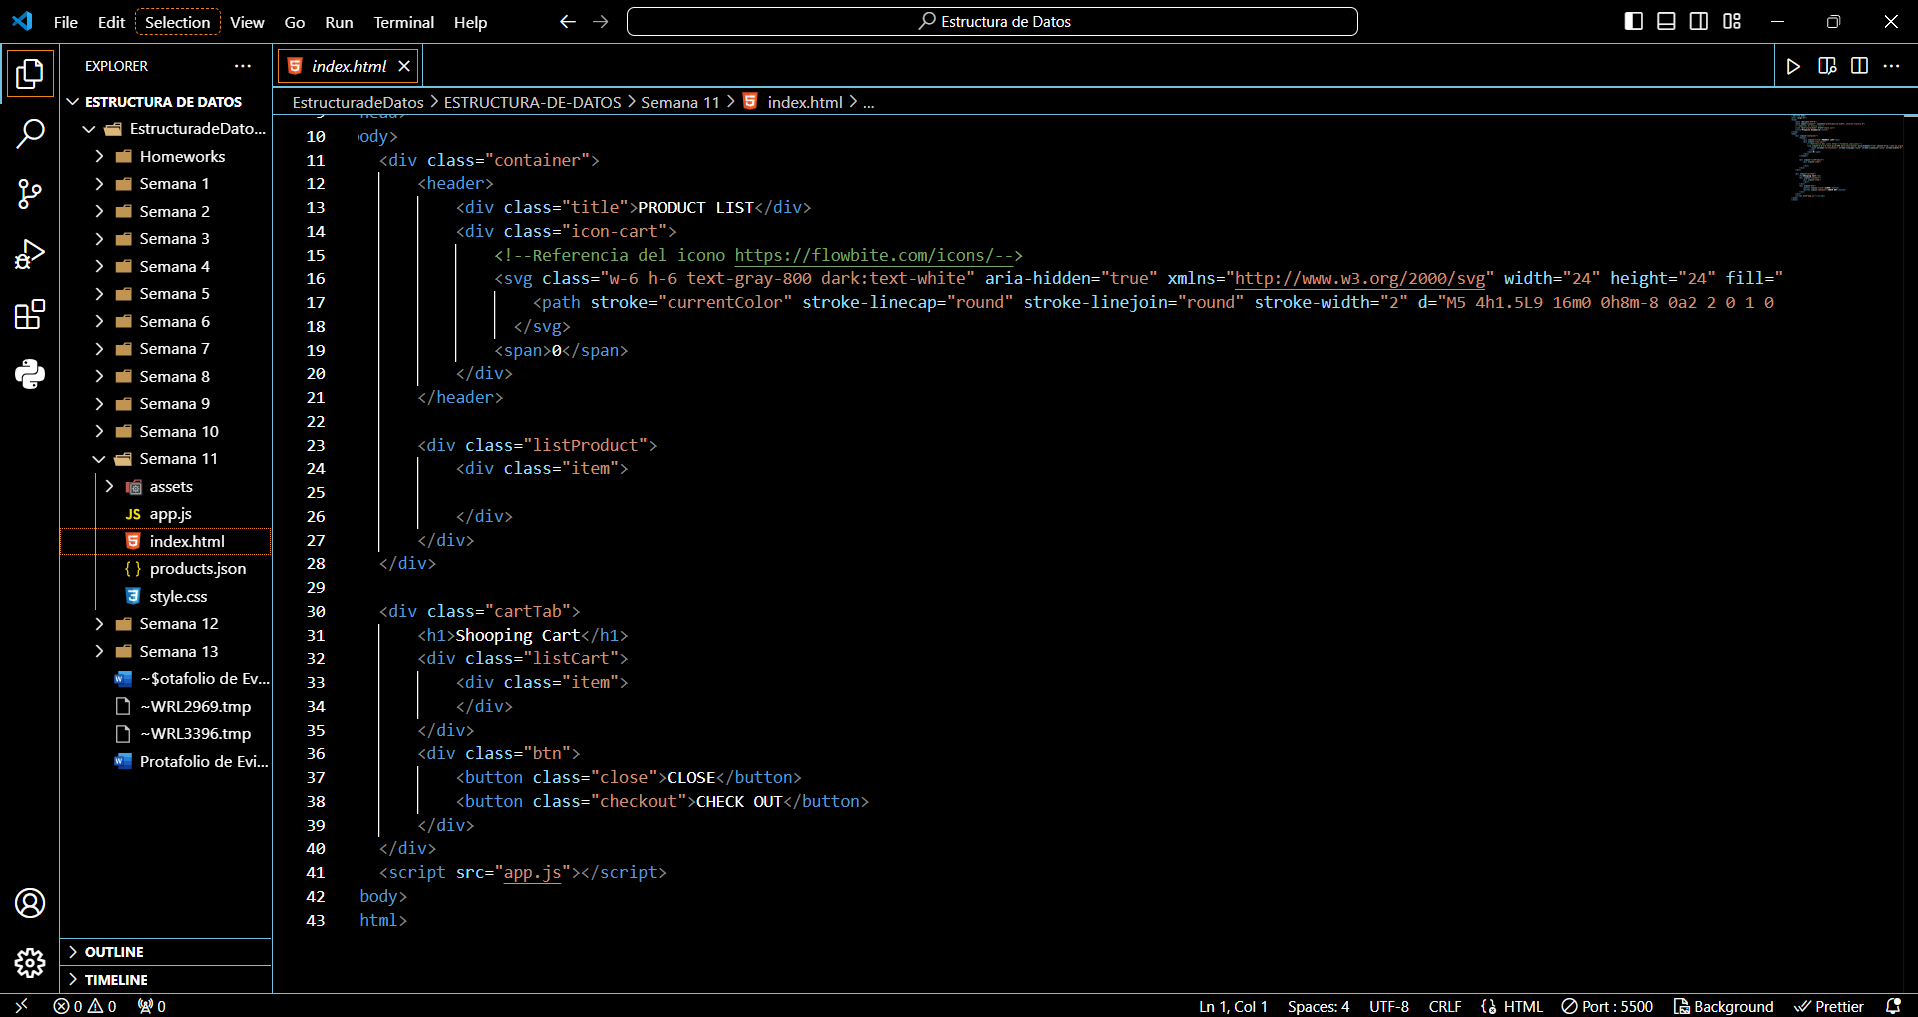 File Edit Selection View Go Run Terminal Help
Estructura de Datos
EXPLORER
index.html
ESTRUCTURA DE DATOS
EstructuradeDatos > ESTRUCTURA-DE-DATOS > Semana 11 > index.html > ...
EstructuradeDato...
Homeworks
Semana 1
Semana 2
Semana 3
Semana 4
Semana 5
Semana 6
Semana 7
Semana 8
Semana 9
Semana 10
Semana 11
assets
JS app.js
index.html
{} products.json
style.css
Semana 12
Semana 13
~$otafolio de Ev...
~WRL2969.tmp
~WRL3396.tmp
Protafolio de Evi...
OUTLINE
TIMELINE
10 ody>
11 <div class="container">
12 <header>
13 <div class="title">PRODUCT LIST</div>
14 <div class="icon-cart">
15 <!--Referencia del icono https://flowbite.com/icons/-->
16 <svg class="w-6 h-6 text-gray-800 dark:text-white" aria-hidden="true" xmlns="http://www.w3.org/2000/svg" width="24" height="24" fill="
17 <path stroke="currentColor" stroke-linecap="round" stroke-linejoin="round" stroke-width="2" d="M5 4h1.5L9 16m0 0h8m-8 0a2 2 0 1 0
18 </svg>
19 <span>0</span>
20 </div>
21 </header>
22
23 <div class="listProduct">
24 <div class="item">
25
26 </div>
27 </div>
28 </div>
29
30 <div class="cartTab">
31 <h1>Shooping Cart</h1>
32 <div class="listCart">
33 <div class="item">
34 </div>
35 </div>
36 <div class="btn">
37 <button class="close">CLOSE</button>
38 <button class="checkout">CHECK OUT</button>
39 </div>
40 </div>
41 <script src="app.js"></script>
42 body>
43 html>
0 0 0 Ln 1, Col 1 Spaces: 4 UTF-8 CRLF HTML Port : 5500 Background Prettier